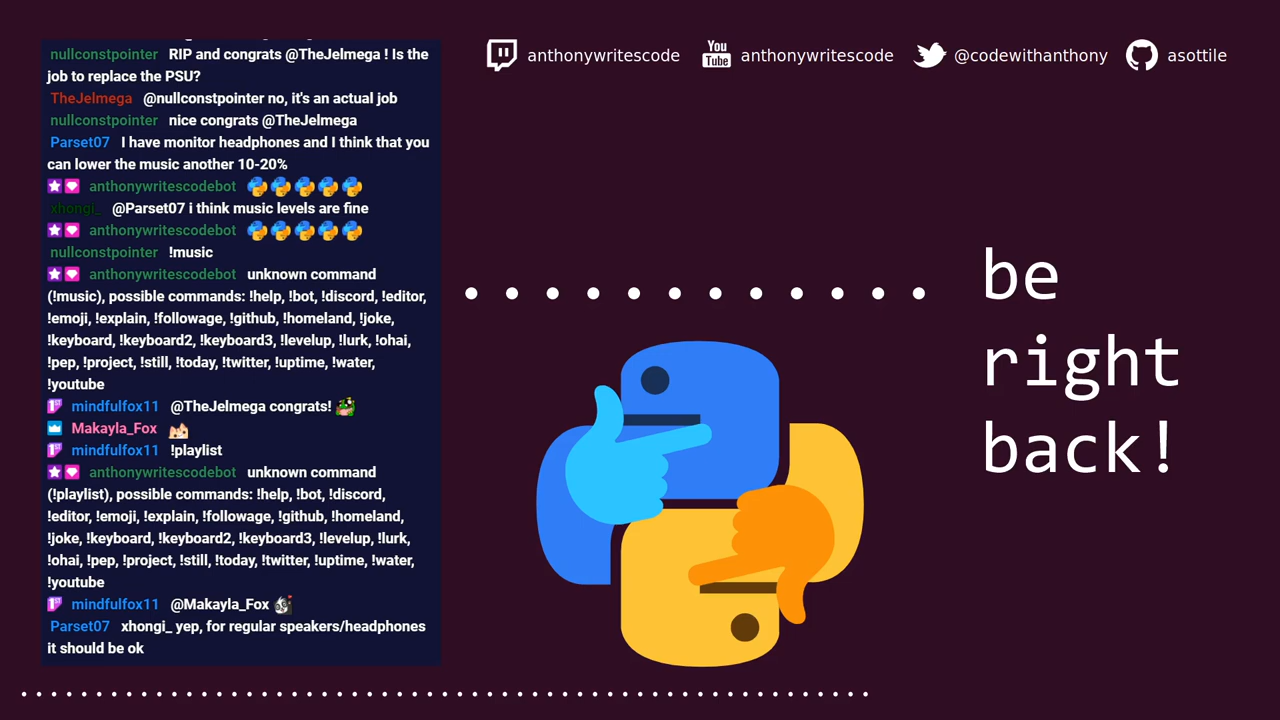 nullconstpointer RIP and congrats @TheJelmega ! Is the
job to replace the PSU?
TheJelmega @nullconstpointer no, it's an actual job
nullconstpointer nice congrats @TheJelmega
Parset07 I have monitor headphones and I think that you
can lower the music another 10-20%
anthonywritescodebot
xhongi_ @Parset07 i think music levels are fine
anthonywritescodebot
nullconstpointer !music
anthonywritescodebot unknown command
(!music), possible commands: !help, !bot, !discord, !editor,
!emoji, !explain, !followage, !github, !homeland, !joke,
!keyboard, !keyboard2, !keyboard3, !levelup, !lurk, !ohai,
!pep, !project, !still, !today, !twitter, !uptime, !water,
!youtube
mindfulfox11 @TheJelmega congrats!
Makayla_Fox
mindfulfox11 !playlist
anthonywritescodebot unknown command
(!playlist), possible commands: !help, !bot, !discord,
!editor, !emoji, !explain, !followage, !github, !homeland,
!joke, !keyboard, !keyboard2, !keyboard3, !levelup, !lurk,
!ohai, !pep, !project, !still, !today, !twitter, !uptime, !water,
!youtube
mindfulfox11 @Makayla_Fox
Parset07 xhongi_ yep, for regular speakers/headphones
it should be ok
anthonywritescode
You
Tube
anthonywritescode
@codewithanthony
asottile
be
right
back!